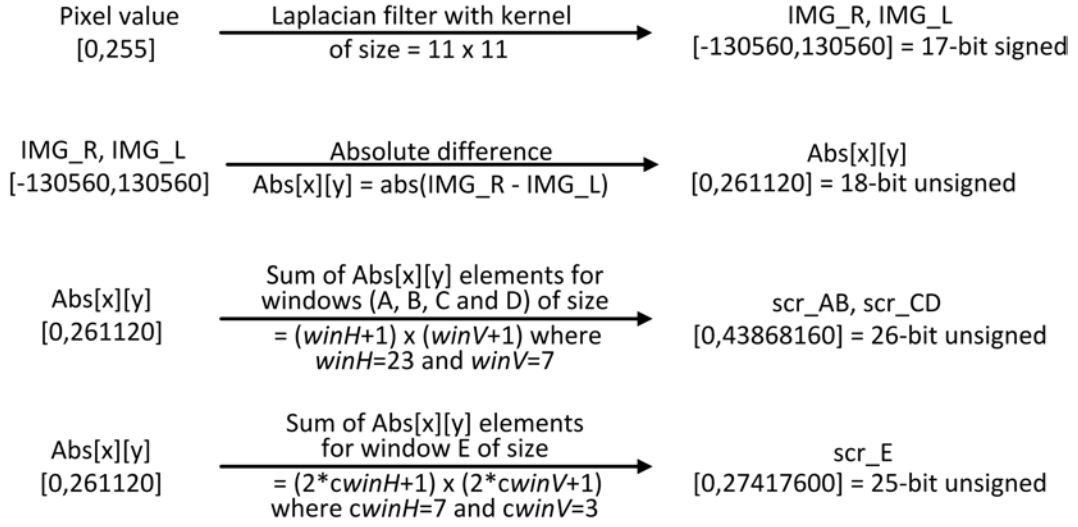 Pixel value
[0,255]
Laplacian filter with kernel
of size = 11 x 11
IMG_R, IMG_L
[-130560,130560] = 17-bit signed
IMG_R, IMG_L
[-130560,130560]
Absolute difference
Abs[x][y] = abs(IMG_R - IMG_L)
Abs[x][y]
[0,261120] = 18-bit unsigned
Abs[x][y]
[0,261120]
Sum of Abs[x][y] elements for
windows (A, B, C and D) of size
= (winH+1) x (winV+1) where
winH=23 and winV=7
scr_AB, scr_CD
[0,43868160] = 26-bit unsigned
Abs[x][y]
[0,261120]
Sum of Abs[x][y] elements
for window E of size
= (2*cwinH+1) x (2*cwinV+1)
where cwinH=7 and cwinV=3
scr_E
[0,27417600] = 25-bit unsigned